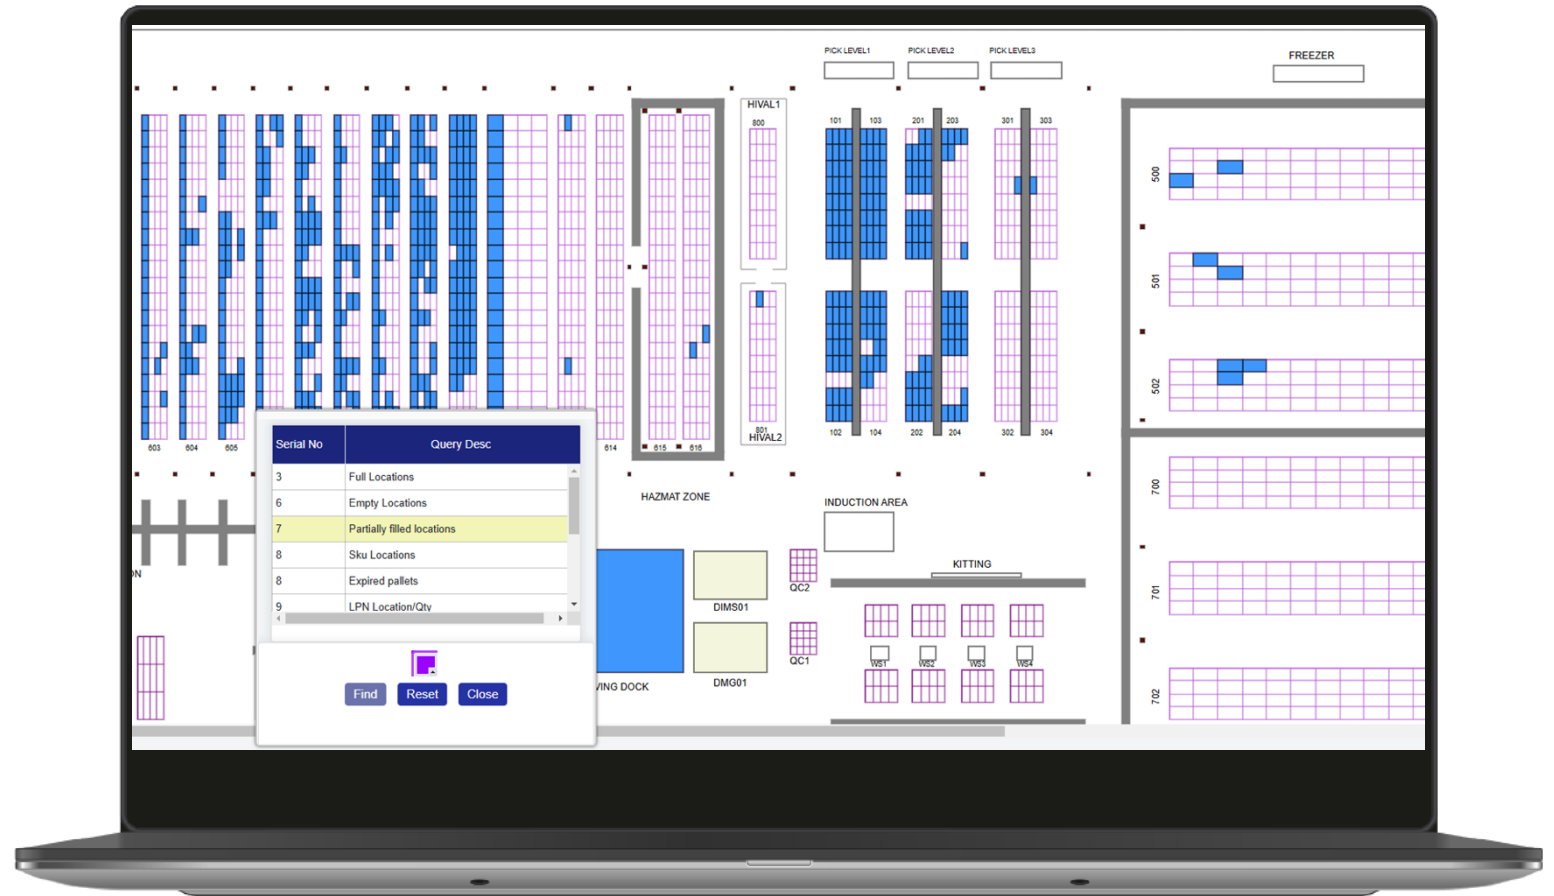 PICK LEVEL1
PICK LEVEL2
PICK LEVEL3
FREEZER
HIVAL1
800
101
103
201
203
301
303
500
501
502
801
HIVAL2
102
104
202
204
302
304
603
604
605
614
615
616
Serial No
Query Desc
3 Full Locations
6 Empty Locations
7 Partially filled locations
8 Sku Locations
8 Expired pallets
9 LPN Location/Qty
Find
Reset
Close
HAZMAT ZONE
INDUCTION AREA
KITTING
ON
QC2
DIMS01
QC1
DMG01
VING DOCK
WS1
WS2
WS3
WS4
700
701
702